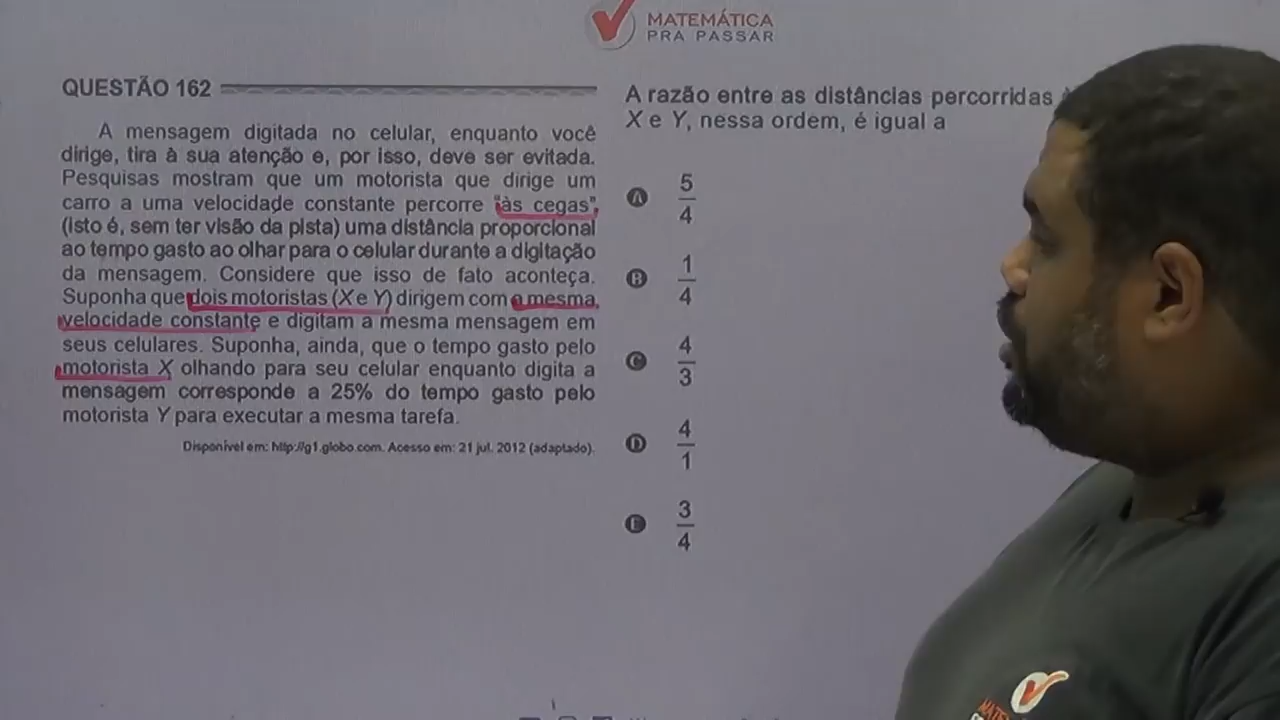 MATEMÁTICA
PRA PASSAR
QUESTÃO 162
A mensagem digitada no celular, enquanto você
dirige, tira à sua atenção e, por isso, deve ser evitada.
Pesquisas mostram que um motorista que dirige um
carro a uma velocidade constante percorre "às cegas"
(isto é, sem ter visão da pista) uma distância proporcional
ao tempo gasto ao olhar para o celular durante a digitação
da mensagem. Considere que isso de fato aconteça.
Suponha que dois motoristas (X e Y) dirigem com a mesma
velocidade constante e digitam a mesma mensagem em
seus celulares. Suponha, ainda, que o tempo gasto pelo
motorista X olhando para seu celular enquanto digita a
mensagem corresponde a 25% do tempo gasto pelo
motorista Y para executar a mesma tarefa.
Disponível em: http://g1.globo.com. Acesso em: 21 jul. 2012 (adaptado).
A razão entre as distâncias percorridas
X e Y, nessa ordem, é igual a
A 5/4
B 1/4
C 4/3
D 4/1
E 3/4